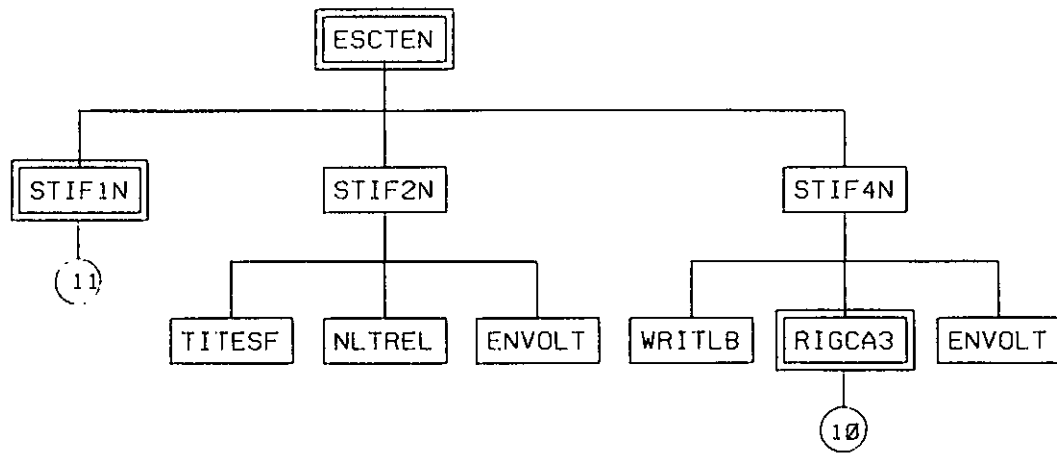 ESCTEN
STIF1N STIF2N STIF4N
11
TITESF NLTREL ENVOLT WRITLB RIGCA3 ENVOLT
10